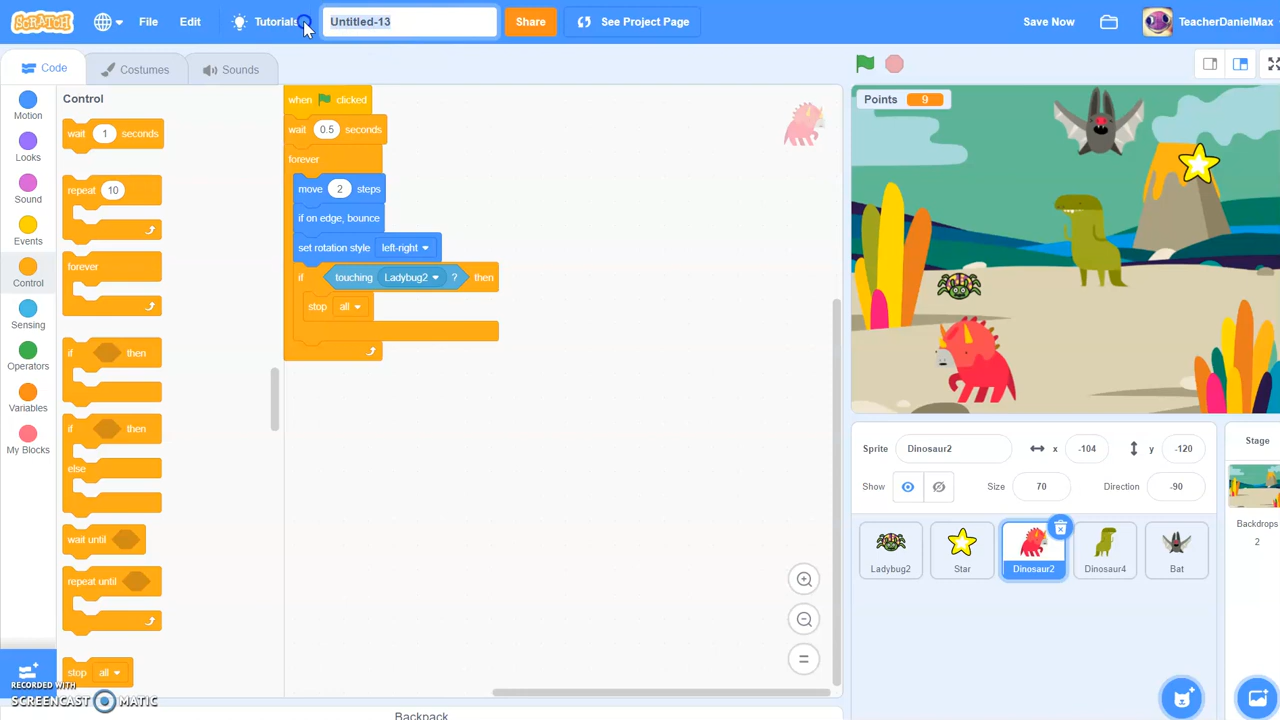 SCRATCH File Edit Tutorials Untitled-13 Share See Project Page Save Now TeacherDanielMax
Code Costumes Sounds
Motion
Looks
Sound
Events
Control
Sensing
Operators
Variables
My Blocks
Control
wait 1 seconds
repeat 10
forever
if then
if then
else
wait until
repeat until
stop all
when clicked
wait 0.5 seconds
forever
move 2 steps
if on edge, bounce
set rotation style left-right
if touching Ladybug2 ? then
stop all
Points 9
Sprite Dinosaur2 x -104 y -120
Show Size 70 Direction -90
Ladybug2 Star Dinosaur2 Dinosaur4 Bat
Stage
Backdrops
2
Backpack
RECORDED WITH
SCREENCAST MATIC